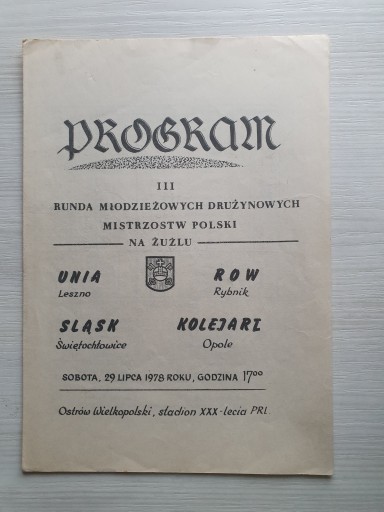 PROGRAM
III
RUNDA MŁODZIEŻOWYCH DRUŻYNOWYCH
MISTRZOSTW POLSKI
NA ŻUŻLU
UNIA ROW
Leszno Rybnik
ŚLĄSK KOLEJARZ
Świętochłowice Opole
SOBOTA, 29 LIPCA 1978 ROKU, GODZINA 17⁰⁰
Ostrów Wielkopolski, stadion XXX-lecia PRL